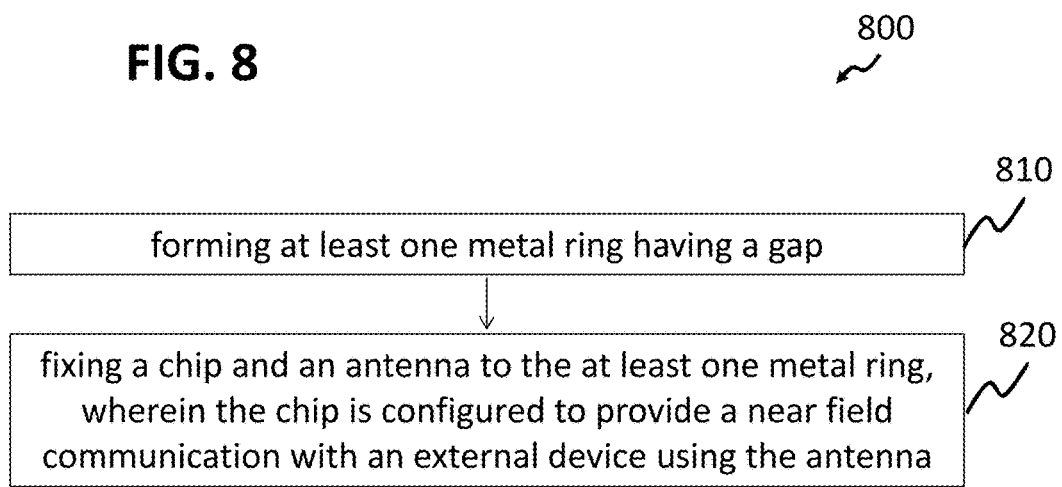 FIG. 8
800
810
forming at least one metal ring having a gap
820
fixing a chip and an antenna to the at least one metal ring,
wherein the chip is configured to provide a near field
communication with an external device using the antenna